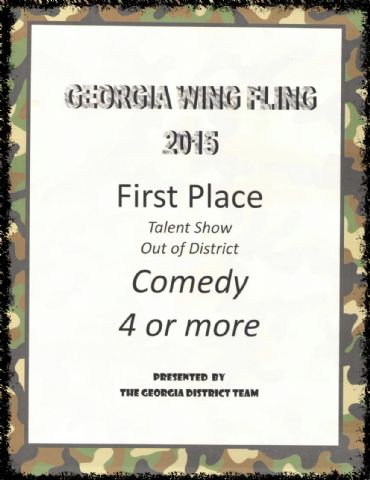 GEORGIA WING FLING
2015
First Place
Talent Show
Out of District
Comedy
4 or more
PRESENTED BY
THE GEORGIA DISTRICT TEAM